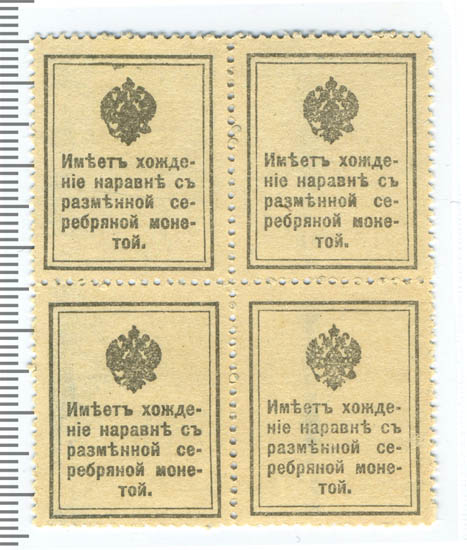 Имѣетъ хожде-
ніе наравнѣ съ
размѣнной се-
ребряной моне-
той.
Имѣетъ хожде-
ніе наравнѣ съ
размѣнной се-
ребряной моне-
той.
Имѣетъ хожде-
ніе наравнѣ съ
размѣнной се-
ребряной моне-
той.
Имѣетъ хожде-
ніе наравнѣ съ
размѣнной се-
ребряной моне-
той.